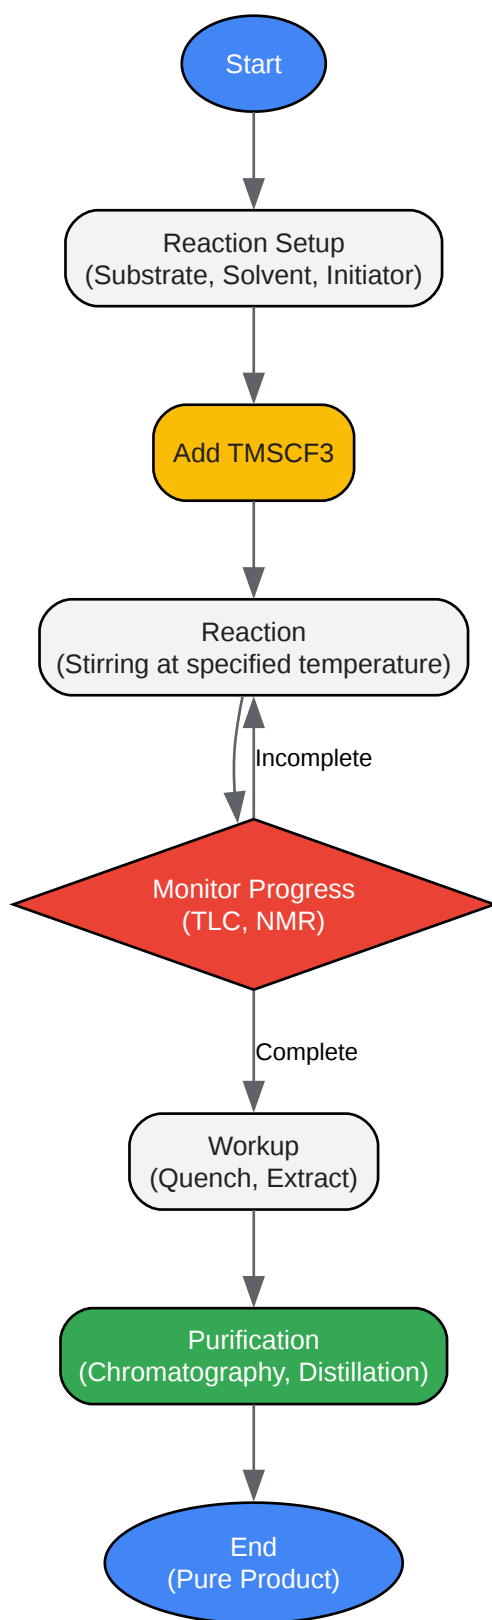 Start
Reaction Setup
(Substrate, Solvent, Initiator)
Add TMSCF3
Reaction
(Stirring at specified temperature)
Incomplete
Monitor Progress
(TLC, NMR)
Complete
Workup
(Quench, Extract)
Purification
(Chromatography, Distillation)
End
(Pure Product)